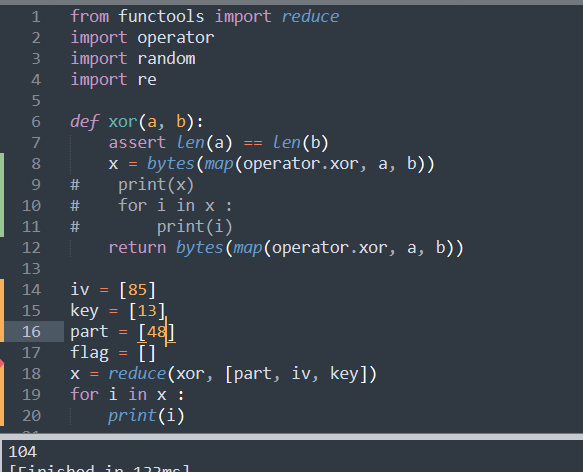 1 from functools import reduce
2 import operator
3 import random
4 import re
5
6 def xor(a, b):
7     assert len(a) == len(b)
8     x = bytes(map(operator.xor, a, b))
9 #    print(x)
10 #    for i in x :
11 #        print(i)
12     return bytes(map(operator.xor, a, b))
13
14 iv = [85]
15 key = [13]
16 part = [48]
17 flag = []
18 x = reduce(xor, [part, iv, key])
19 for i in x :
20     print(i)
104
[Finished in 133ms]